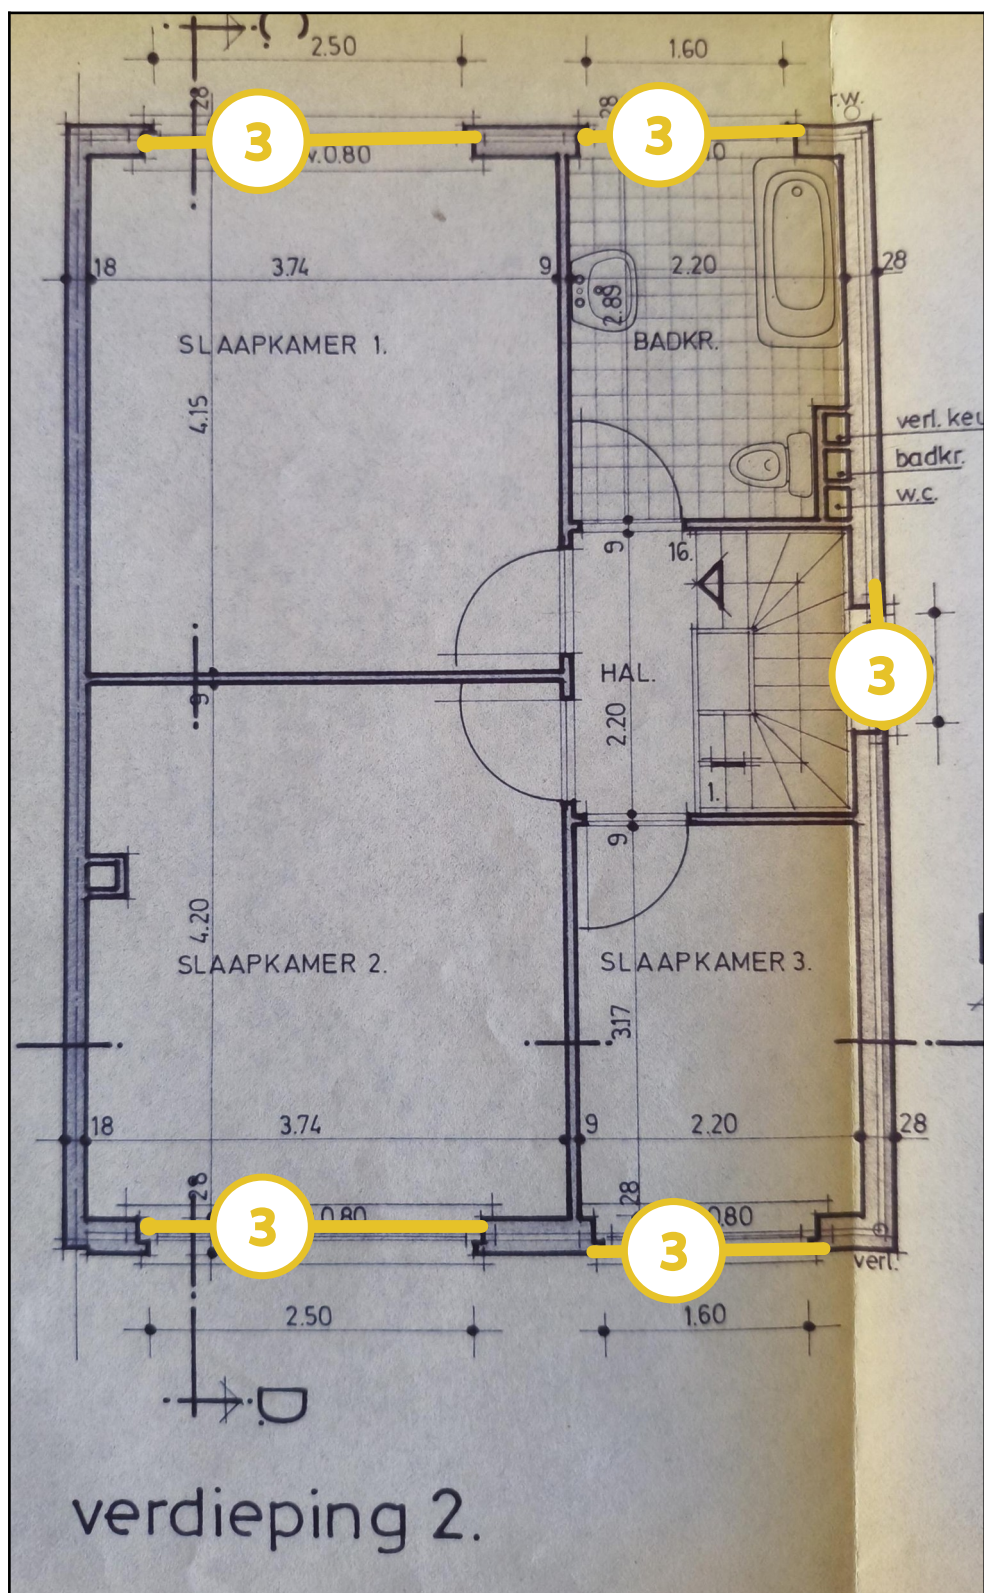 C
2.50
1.60
28
28
r.w.
3
3
v.0.80
18
3.74
9
2.20
28
2.89
SLAAPKAMER 1.
BADKR.
4.15
verl. keu
badkr.
w.c.
9
16.
HAL.
3
9
2.20
1.
9
4.20
SLAAPKAMER 2.
SLAAPKAMER 3.
317
18
3.74
9
2.20
28
28
28
3
0.80
3
0.80
verl.
2.50
1.60
D
verdieping 2.